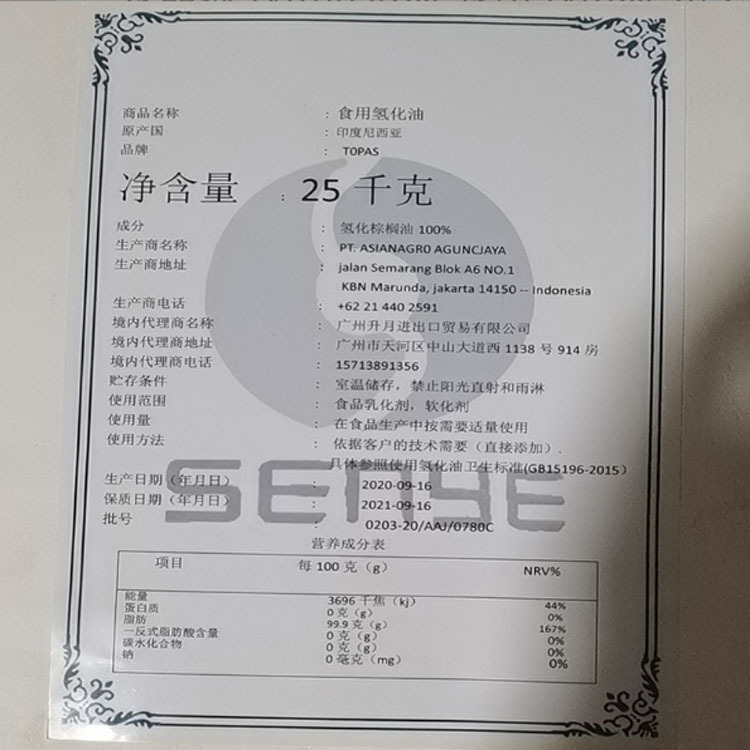 商品名称 : 食用氢化油
原产国 : 印度尼西亚
品牌 : TOPAS
净含量 : 25 千克
成分 : 氢化棕榈油 100%
生产商名称 : PT. ASIANAGRO AGUNCJAYA
生产商地址 : jalan Semarang Blok A6 NO.1
KBN Marunda, jakarta 14150 -- Indonesia
生产商电话 : +62 21 440 2591
境内代理商名称 : 广州升月进出口贸易有限公司
境内代理商地址 : 广州市天河区中山大道西 1138 号 914 房
境内代理商电话 : 15713891356
贮存条件 : 室温储存，禁止阳光直射和雨淋
使用范围 : 食品乳化剂，软化剂
使用量 : 在食品生产中按需要适量使用
使用方法 : 依据客户的技术需要（直接添加）.
具体参照使用氢化油卫生标准(GB15196-2015)
生产日期（年月日） : 2020-09-16
保质日期（年月日） : 2021-09-16
批号 : 0203-20/AAJ/0780C
SENYE
营养成分表
项目 每 100 克（g） NRV%
能量 3696 千焦（kj） 44%
蛋白质 0 克（g） 0%
脂肪 99.9 克（g） 167%
一反式脂肪酸含量 0 克（g） 0%
碳水化合物 0 克（g） 0%
钠 0 毫克（mg） 0%